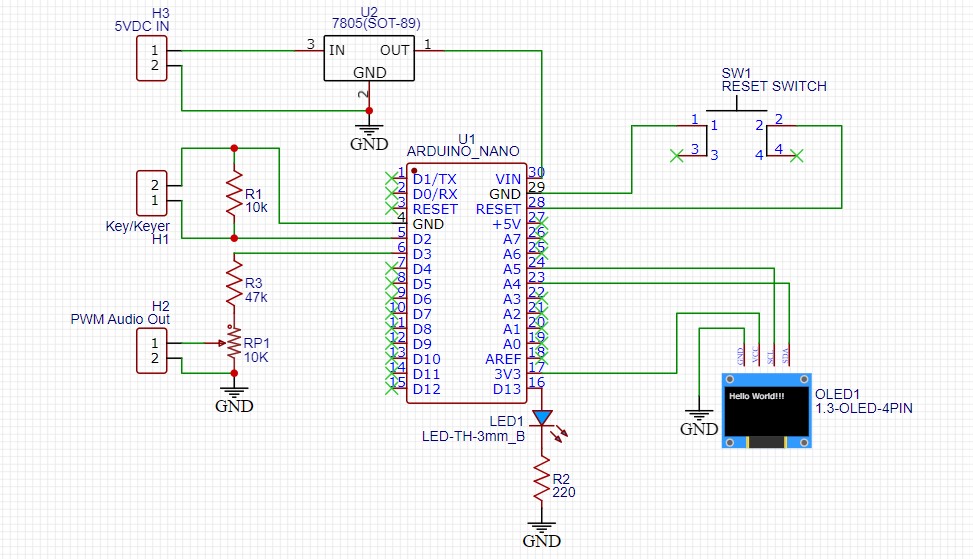 H3
5VDC IN
1
2
U2
7805(SOT-89)
3 IN OUT 1
GND
2
GND
SW1
RESET SWITCH
1 1 2 2
3 3 4 4
U1
ARDUINO_NANO
1 D1/TX VIN 30
2 D0/RX GND 29
3 RESET RESET 28
4 GND +5V 27
5 D2 A7 26
6 D3 A6 25
7 D4 A5 24
8 D5 A4 23
9 D6 A3 22
10 D7 A2 21
11 D8 A1 20
12 D9 A0 19
13 D10 AREF 18
14 D11 3V3 17
15 D12 D13 16
2
1
Key/Keyer
H1
R1
10k
R3
47k
H2
PWM Audio Out
1
2
RP1
10K
GND
LED1
LED-TH-3mm_B
R2
220
GND
GND VCC SCL SDA
Hello World!!!
OLED1
1.3-OLED-4PIN
GND